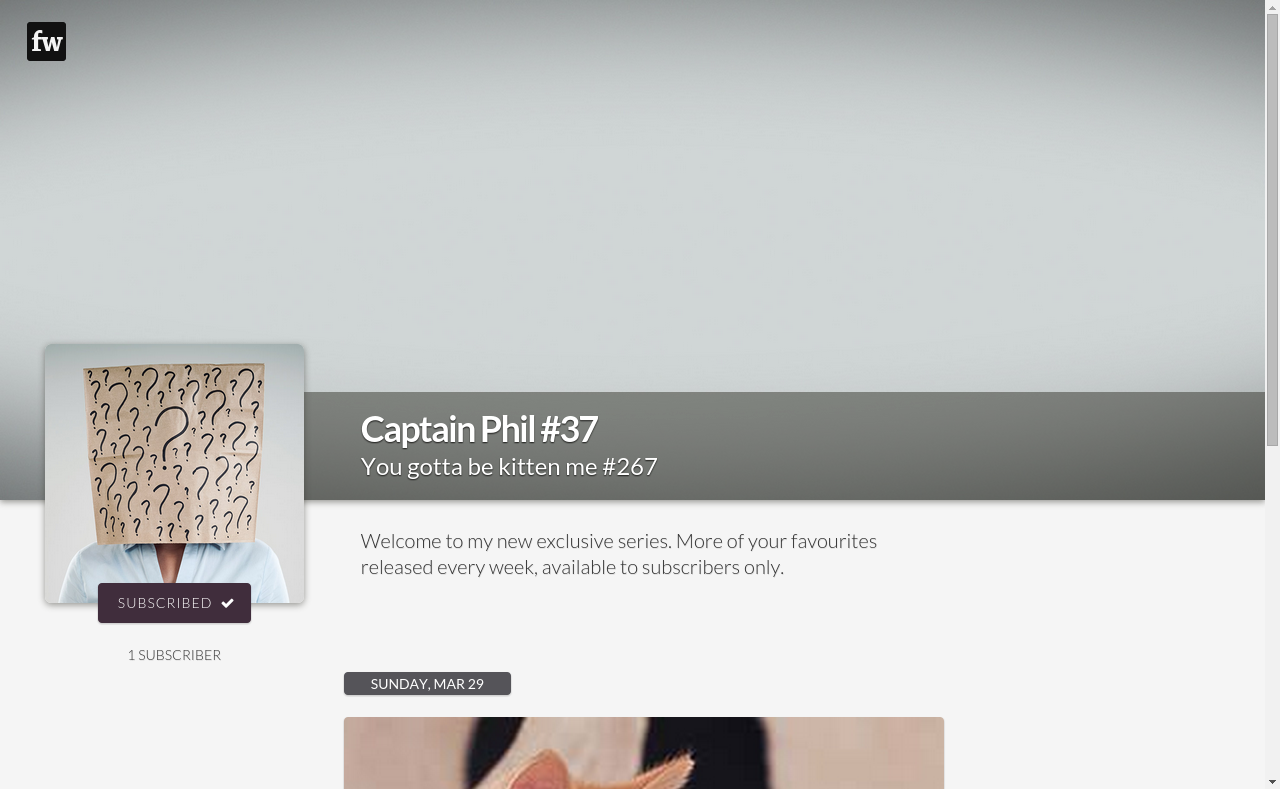 fw
Captain Phil #37
You gotta be kitten me #267
Welcome to my new exclusive series. More of your favourites
released every week, available to subscribers only.
SUBSCRIBED
1 SUBSCRIBER
SUNDAY, MAR 29